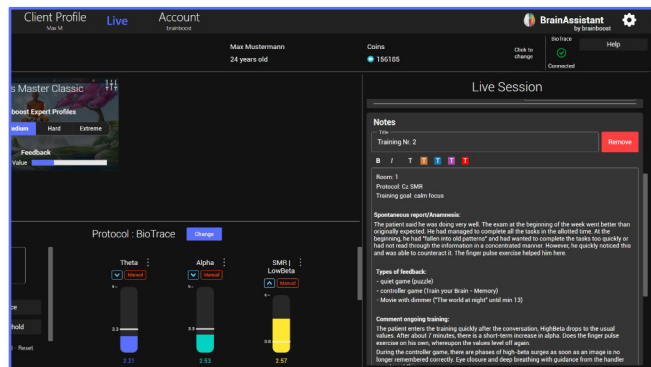 Client Profile
Max M
Live
Account
brainboost
BrainAssistant
by brainboost
Max Mustermann
24 years old
Coins
156185
Click to
change
BioTrace
Connected
Help
s Master Classic
boost Expert Profiles
Medium Hard Extreme
Feedback
Value
Protocol : BioTrace
Change
Theta
Manual
3.3
2.31
Alpha
Manual
3.3
2.53
SMR |
LowBeta
Manual
0.8
2.57
ce
hold
Reset
Live Session
Notes
Title
Training Nr. 2
Remove
B I T T T T T
Room: 1
Protocol: Cz SMR
Training goal: calm focus
Spontaneous report/Anamnesis:
The patient said he was doing very well. The exam at the beginning of the week went better than
originally expected. He had managed to complete all the tasks in the allotted time. At the
beginning, he had "fallen into old patterns" and had wanted to complete the tasks too quickly or
had not read through the information in a concentrated manner. However, he quickly noticed this
and was able to counteract it. The finger pulse exercise helped him here.
Types of feedback:
- quiet game (puzzle)
- controller game (Train your Brain - Memory)
- Movie with dimmer ("The world at night" until min 13)
Comment ongoing training:
The patient enters the training quickly after the conversation, HighBeta drops to the usual
values. After about 7 minutes, there is a short-term increase in alpha. Does the finger pulse
exercise on his own, whereupon the values level off again.
During the controller game, there are phases of high-beta surges as soon as an image is no
longer remembered correctly. Eye closure and deep breathing with guidance from the handler